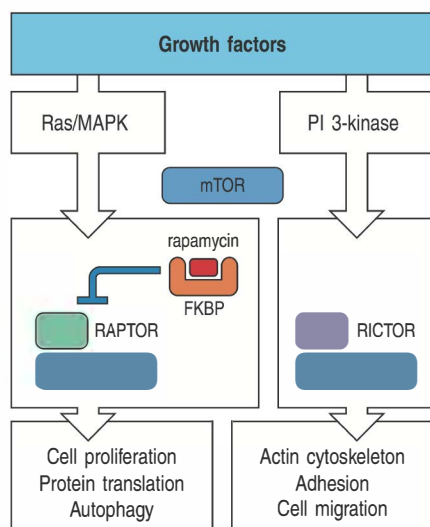 Growth factors
Ras/MAPK
PI 3-kinase
mTOR
rapamycin
FKBP
RAPTOR
RICTOR
Cell proliferation
Protein translation
Autophagy
Actin cytoskeleton
Adhesion
Cell migration